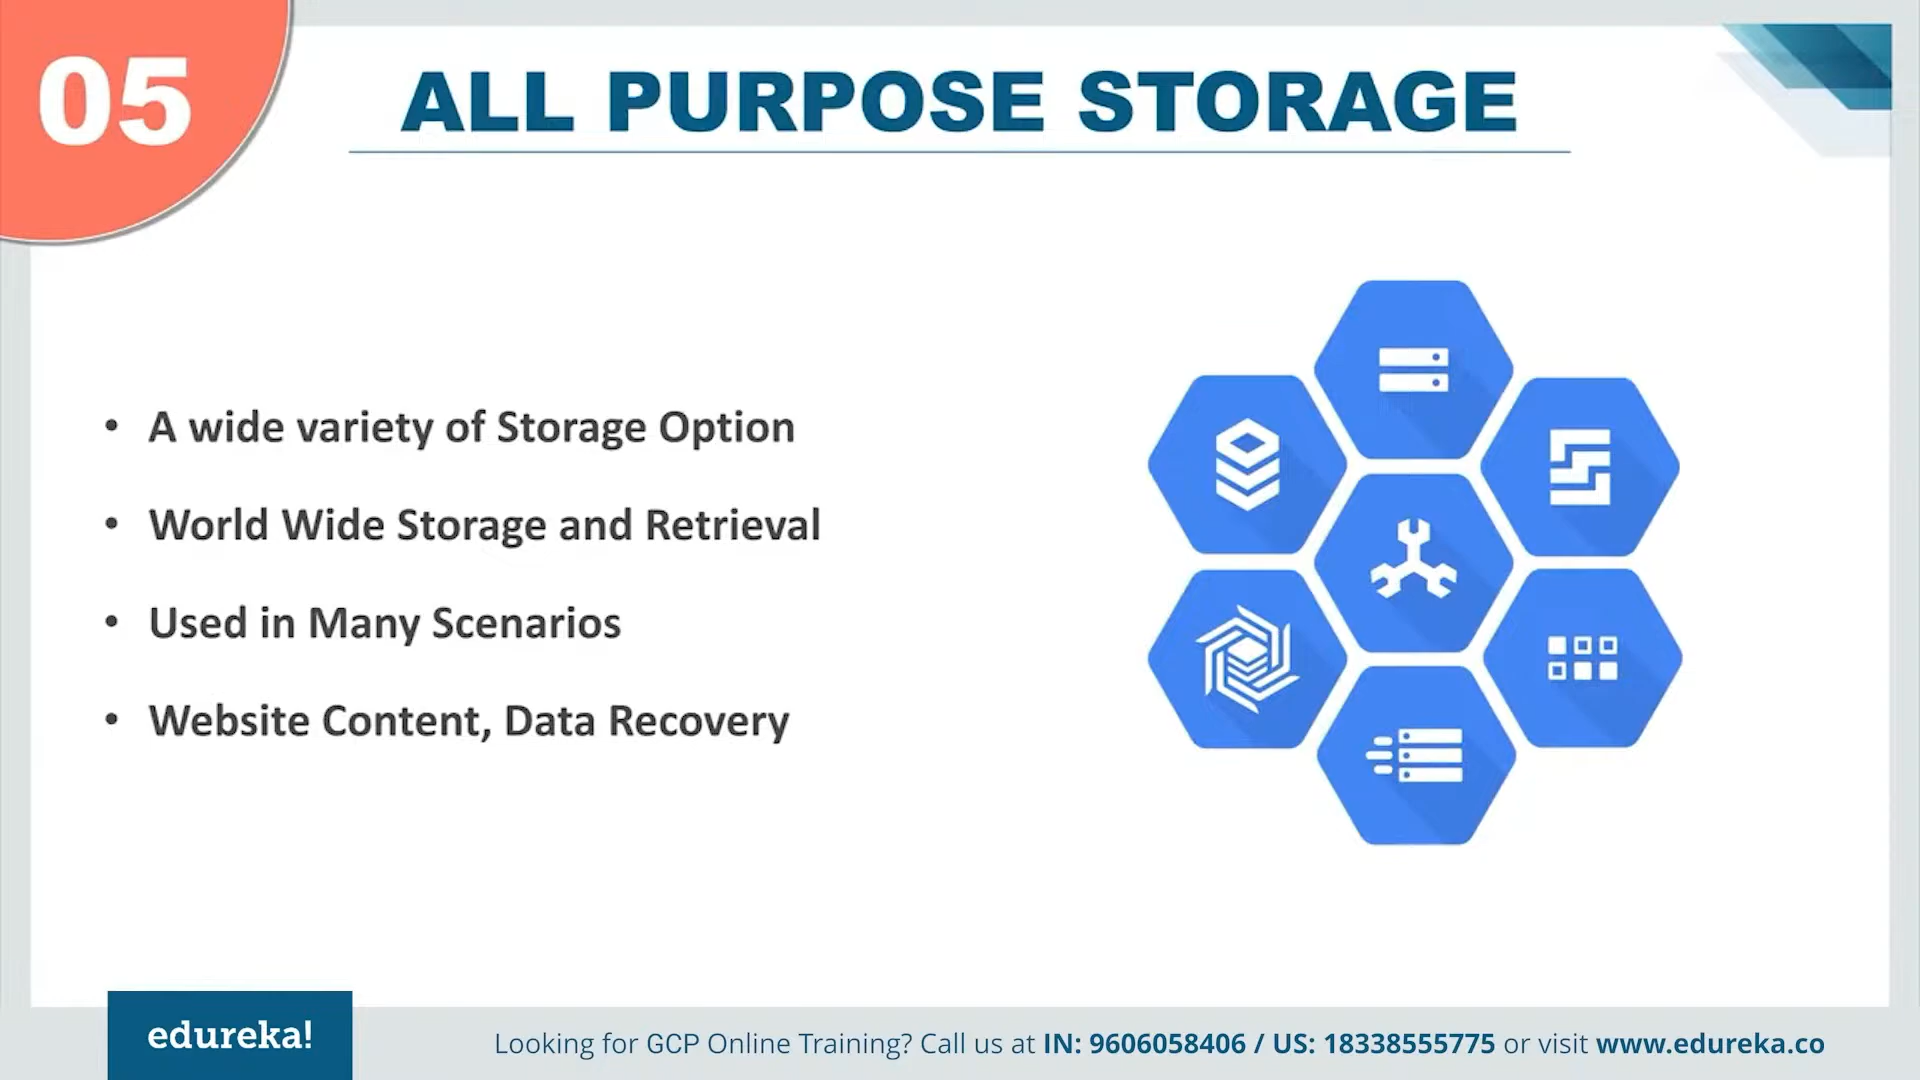 05
ALL PURPOSE STORAGE
• A wide variety of Storage Option
• World Wide Storage and Retrieval
• Used in Many Scenarios
• Website Content, Data Recovery
edureka!
Looking for GCP Online Training? Call us at IN: 9606058406 / US: 18338555775 or visit www.edureka.co